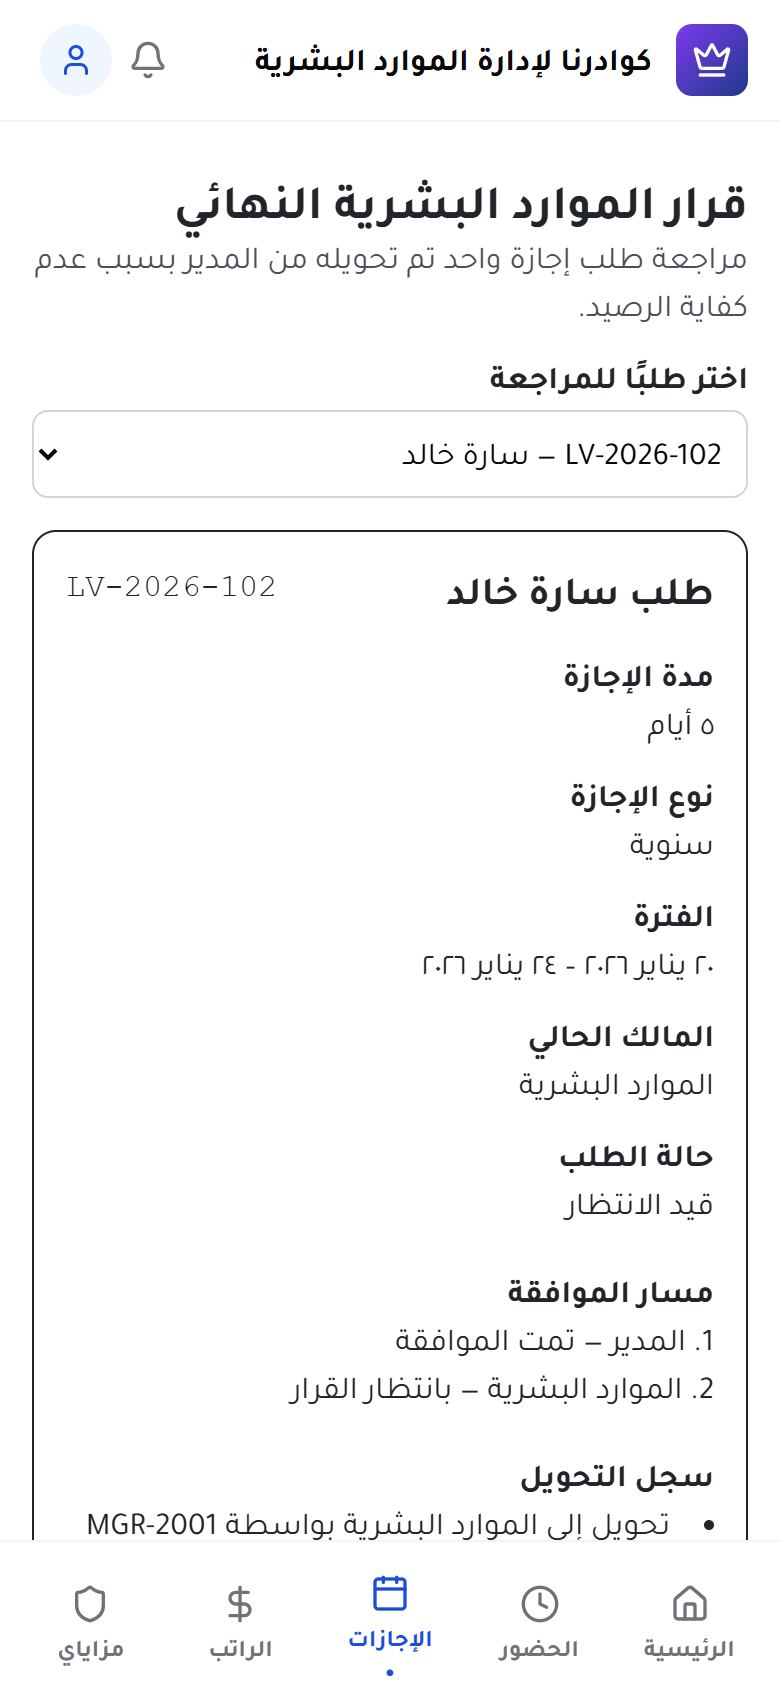 كوادرنا لإدارة الموارد البشرية
قرار الموارد البشرية النهائي
مراجعة طلب إجازة واحد تم تحويله من المدير بسبب عدم
كفاية الرصيد.
اختر طلبًا للمراجعة
LV-2026-102 – سارة خالد
طلب سارة خالد
LV-2026-102
مدة الإجازة
٥ أيام
نوع الإجازة
سنوية
الفترة
٢٠ يناير ٢٠٢٦ - ٢٤ يناير ٢٠٢٦
المالك الحالي
الموارد البشرية
حالة الطلب
قيد الانتظار
مسار الموافقة
1. المدير – تمت الموافقة
2. الموارد البشرية – بانتظار القرار
سجل التحويل
• تحويل إلى الموارد البشرية بواسطة MGR-2001
الرئيسية
الحضور
الإجازات
الراتب
مزاياي